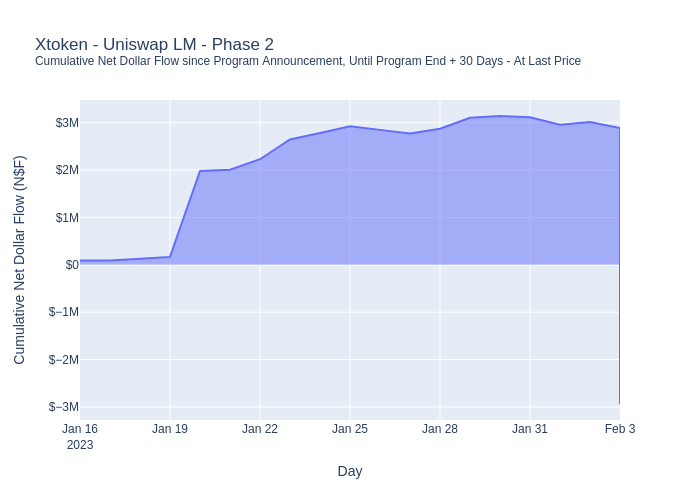 Xtoken - Uniswap LM - Phase 2
Cumulative Net Dollar Flow since Program Announcement, Until Program End + 30 Days - At Last Price
Cumulative Net Dollar Flow (N$F)
$3M
$2M
$1M
$0
$−1M
$−2M
$−3M
Jan 16
2023
Jan 19
Jan 22
Jan 25
Jan 28
Jan 31
Feb 3
Day